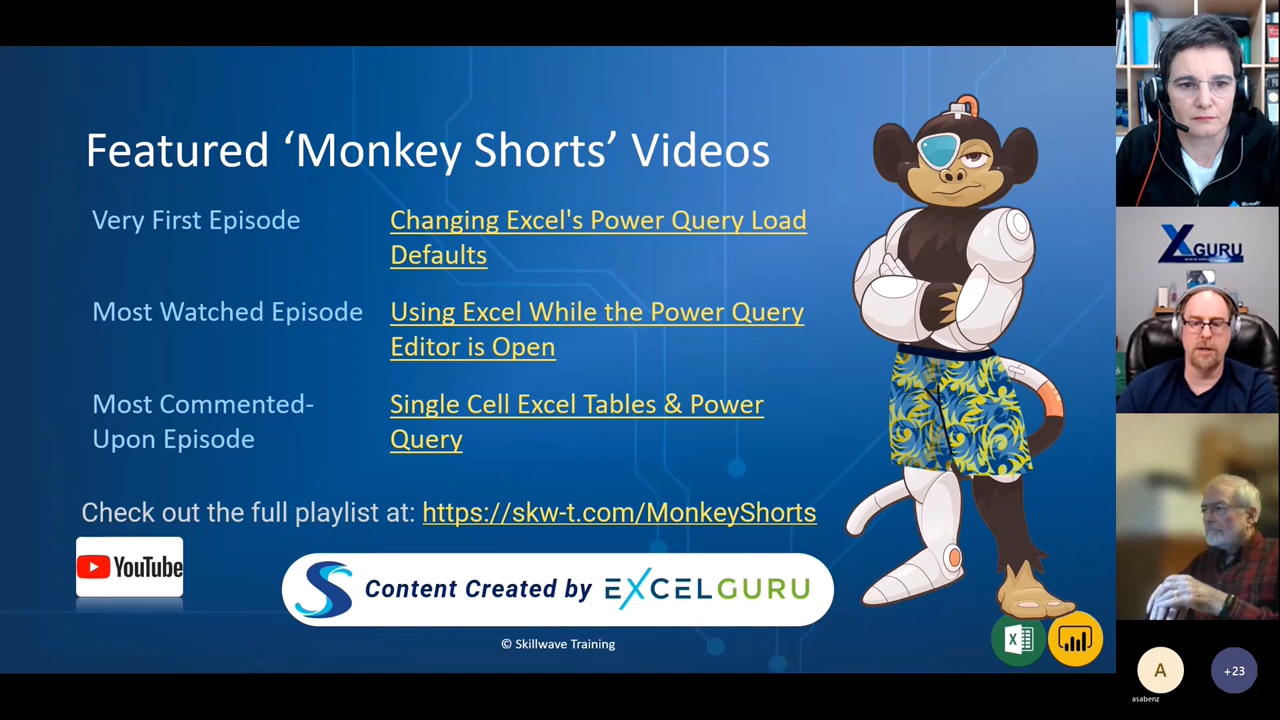 Featured ‘Monkey Shorts’ Videos
Very First Episode
Changing Excel's Power Query Load
Defaults
Most Watched Episode
Using Excel While the Power Query
Editor is Open
Most Commented-
Upon Episode
Single Cell Excel Tables & Power
Query
Check out the full playlist at: https://skw-t.com/MonkeyShorts
YouTube
Content Created by EXCELGURU
© Skillwave Training
XGURU
A
asabenz
+23